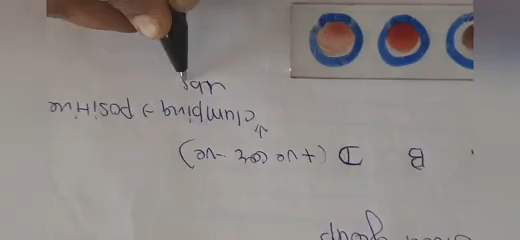 group
B D (+ve or -ve)
clumping → positive